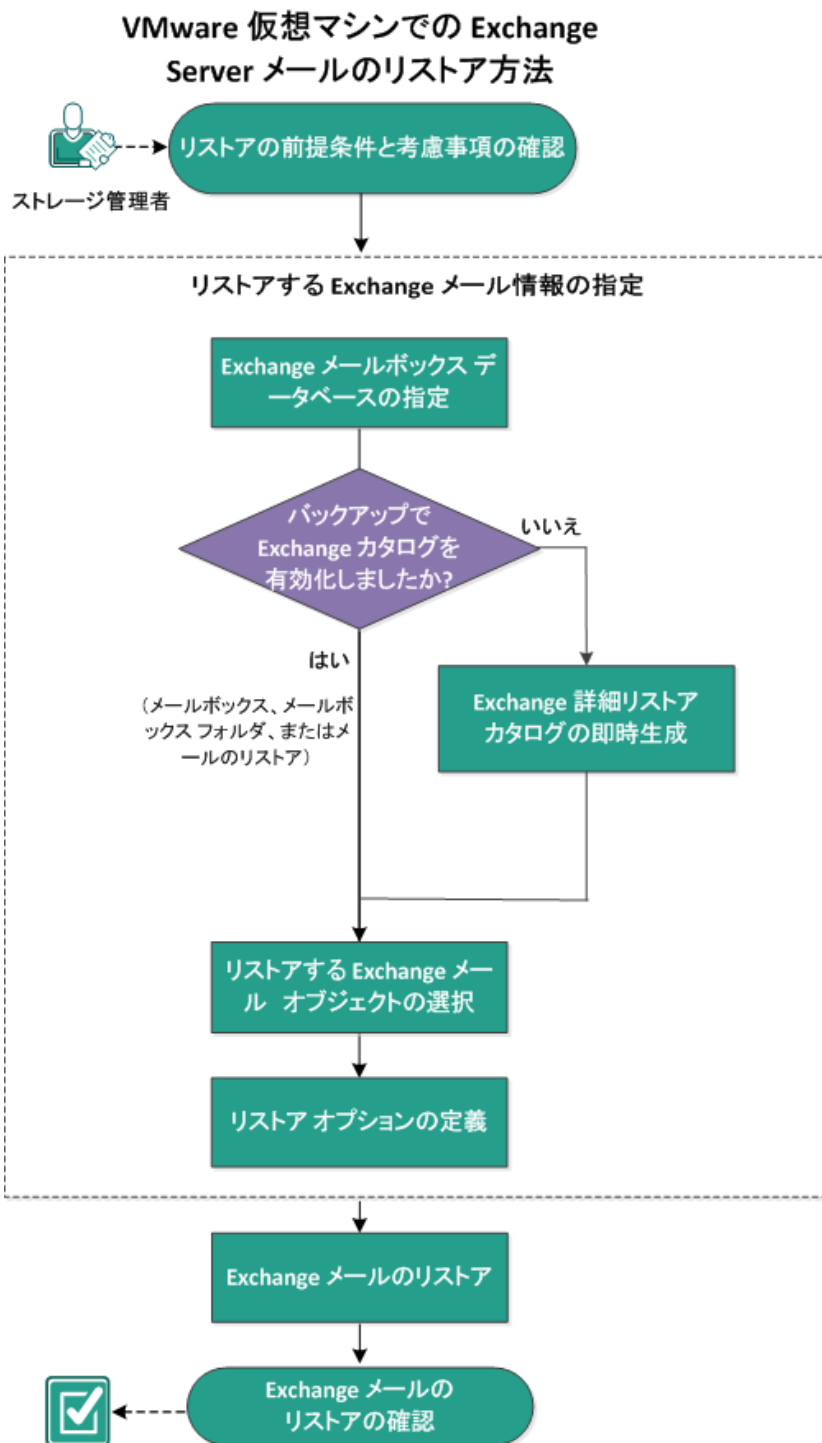 VMware 仮想マシンでの Exchange
Server メールのリストア方法
リストアの前提条件と考慮事項の確認
ストレージ管理者
リストアする Exchange メール情報の指定
Exchange メールボックス デ
ータベースの指定
バックアップで
Exchange カタログを
有効化しましたか?
いいえ
はい
（メールボックス、メールボ
ックス フォルダ、またはメ
ールのリストア）
Exchange 詳細リストア
カタログの即時生成
リストアする Exchange メー
ル オブジェクトの選択
リストア オプションの定義
Exchange メールのリストア
Exchange メールの
リストアの確認